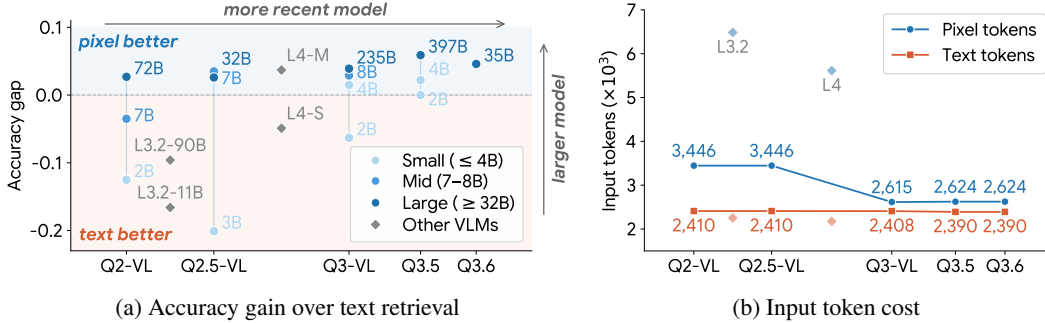 more recent model
0.1
0.0
-0.1
-0.2
Accuracy gap
pixel better
text better
72B
7B
2B
L3.2-90B
L3.2-11B
32B
7B
3B
L4-M
L4-S
235B
8B
4B
2B
397B
4B
2B
35B
Small (≤ 4B)
Mid (7–8B)
Large (≥ 32B)
Other VLMs
larger model
Q2-VL Q2.5-VL Q3-VL Q3.5 Q3.6
(a) Accuracy gain over text retrieval
7
6
5
4
3
2
Input tokens (×10³)
L3.2
L4
Pixel tokens
Text tokens
3,446 3,446 2,615 2,624 2,624
2,410 2,410 2,408 2,390 2,390
Q2-VL Q2.5-VL Q3-VL Q3.5 Q3.6
(b) Input token cost